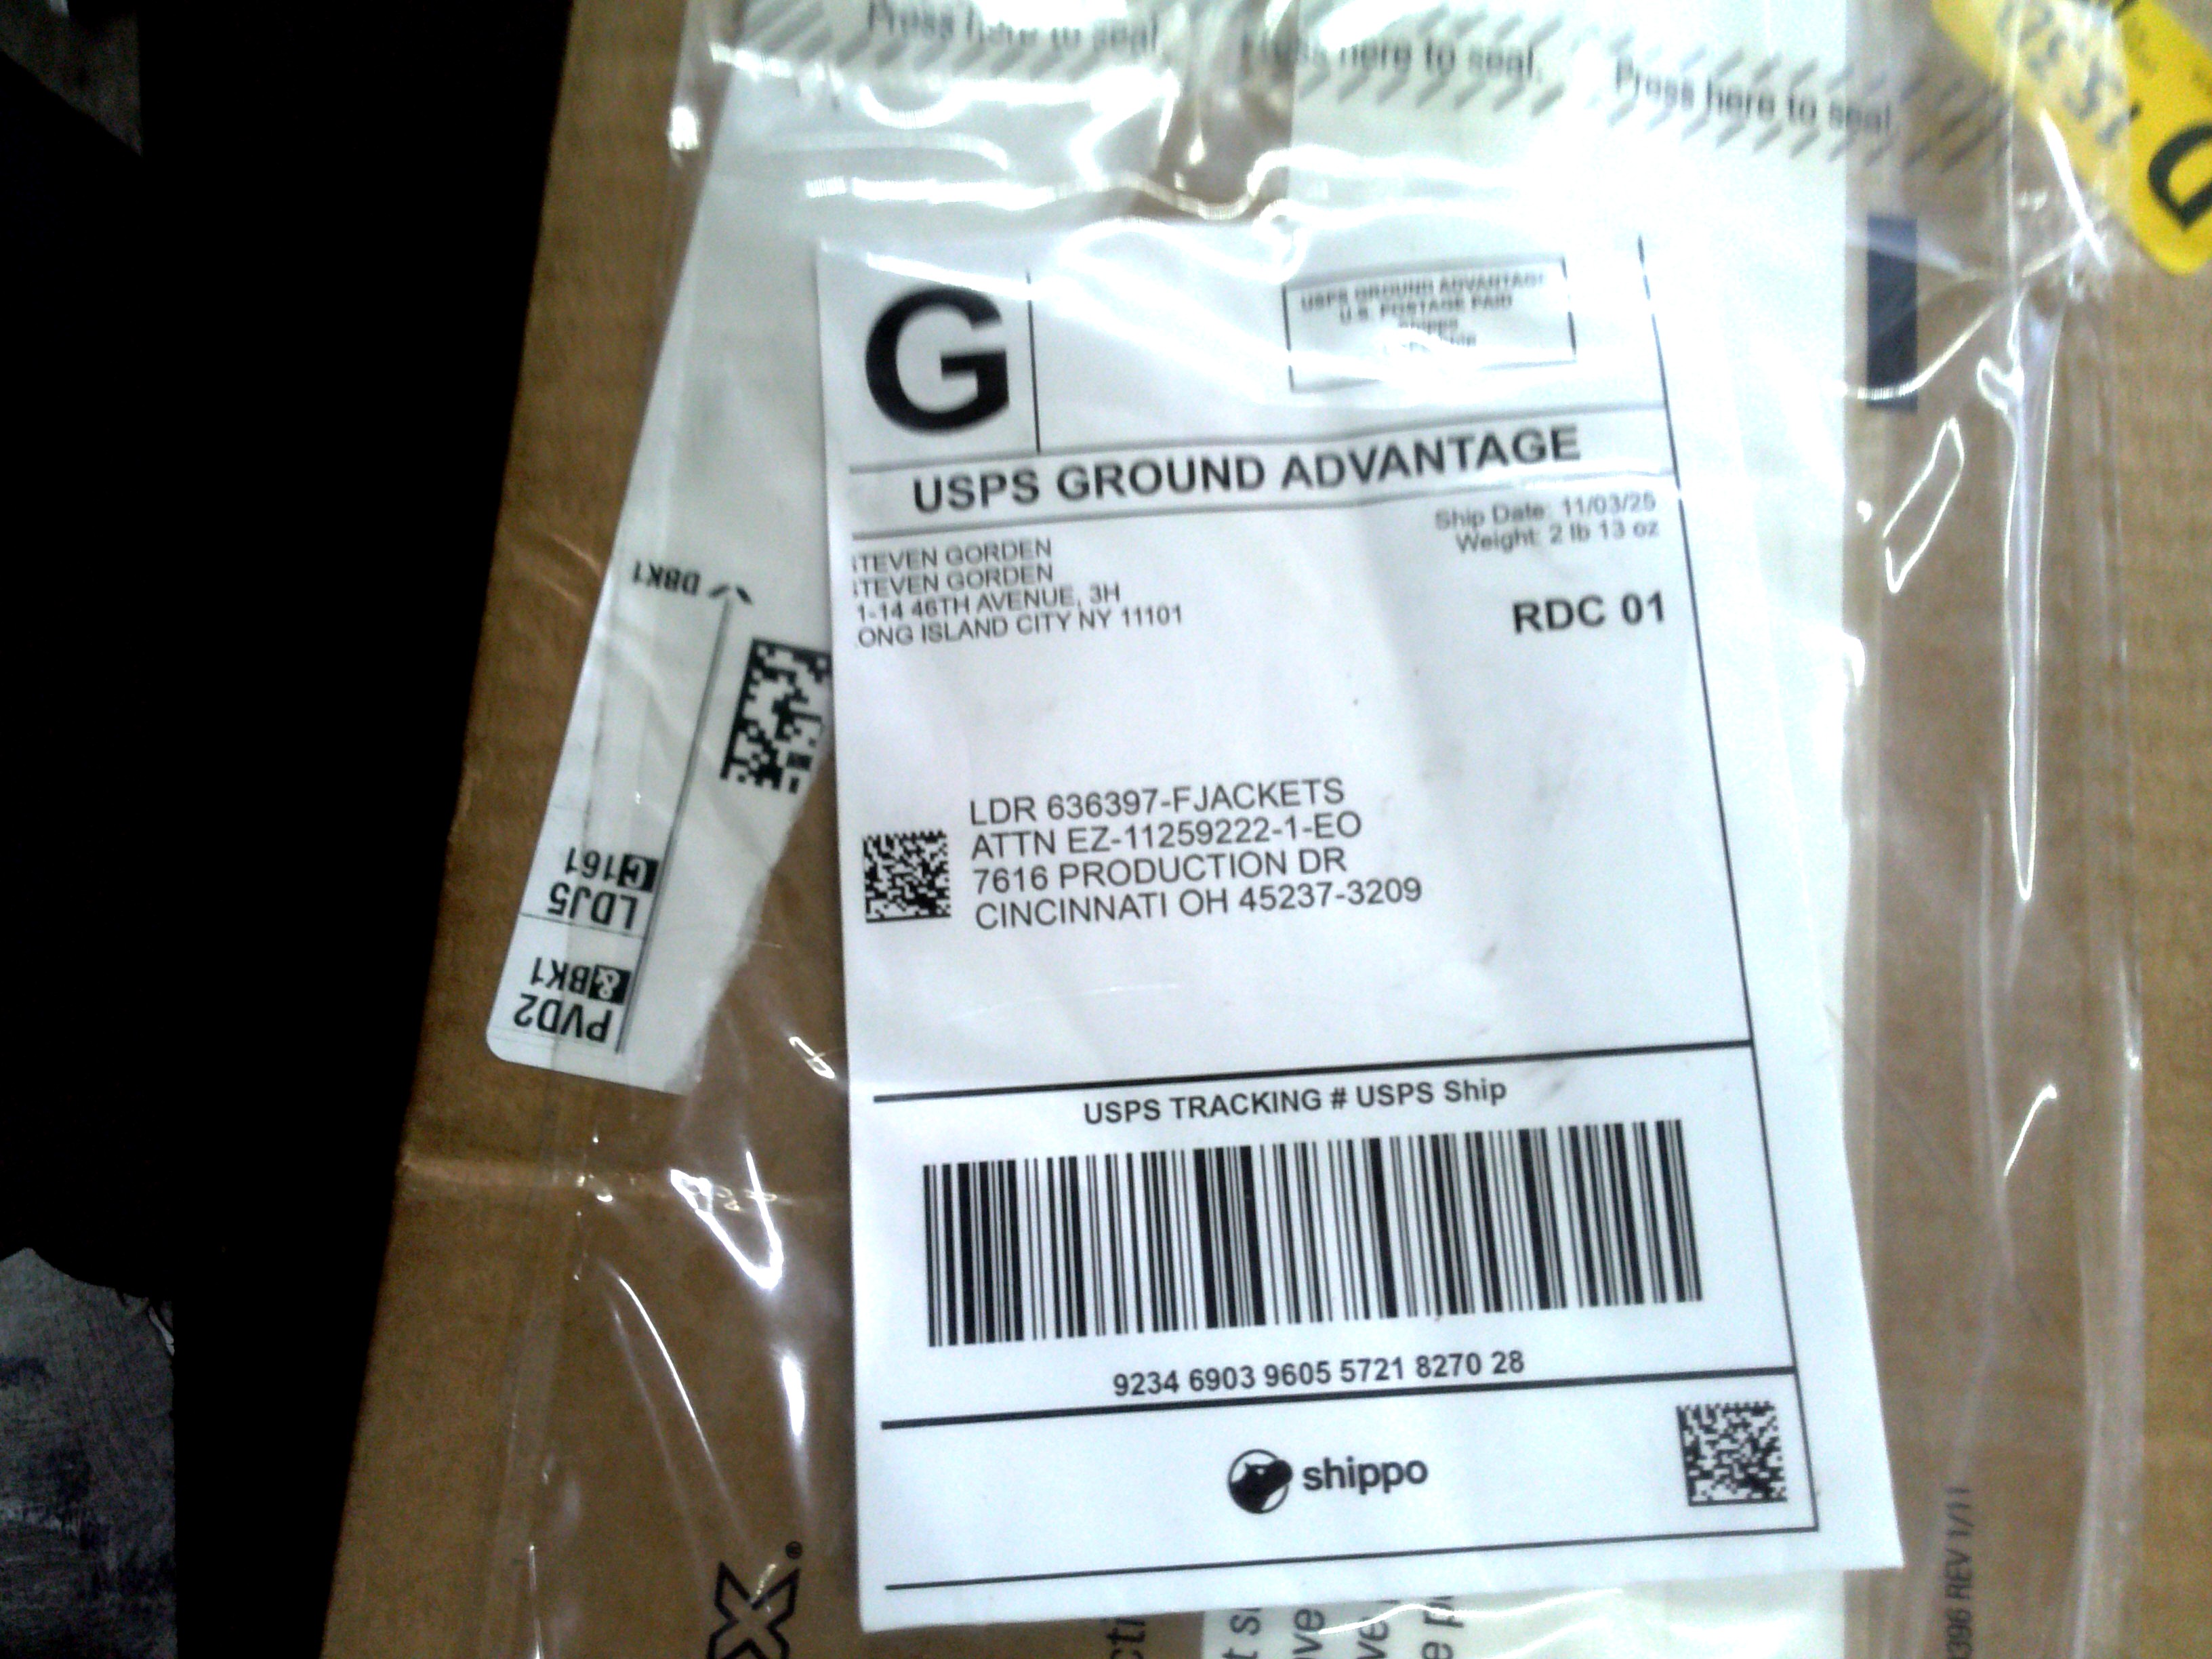 Press here to seal.
Press here to seal.
Press here to seal.
D
G
USPS GROUND ADVANTAGE
U.S. POSTAGE PAID
Shippo
USPS GROUND ADVANTAGE
Ship Date: 11/03/25
Weight: 2 lb 13 oz
TEVEN GORDEN
TEVEN GORDEN
1-14 46TH AVENUE, 3H
ONG ISLAND CITY NY 11101
RDC 01
LDR 636397-FJACKETS
ATTN EZ-11259222-1-EO
7616 PRODUCTION DR
CINCINNATI OH 45237-3209
USPS TRACKING # USPS Ship
9234 6903 9605 5721 8270 28
shippo
DBK1
G161
LDJ5
&BK1
PVD2
X®
396 REV 1/11